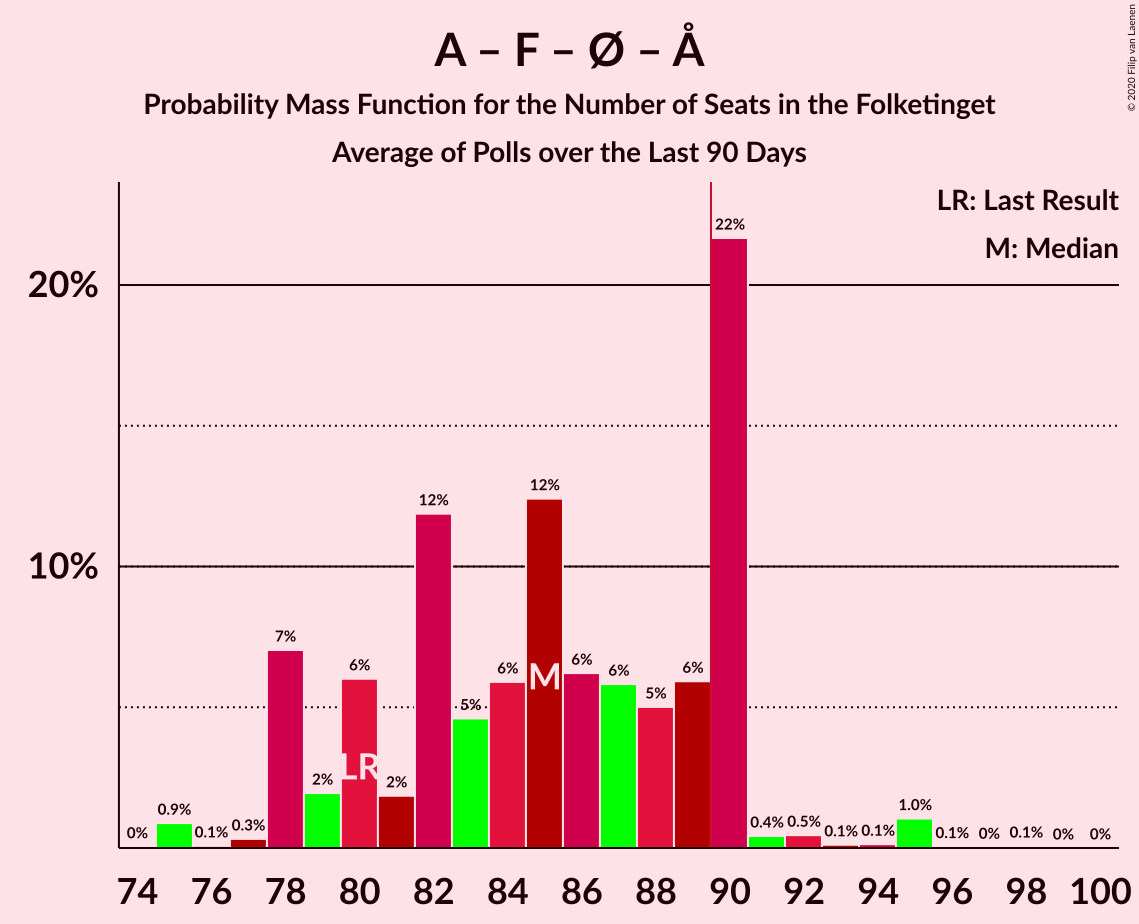 A – F – Ø – Å
Probability Mass Function for the Number of Seats in the Folketinget
Average of Polls over the Last 90 Days
© 2020 Filip van Laenen
LR: Last Result
M: Median
20%
10%
0% 0.9% 0.1% 0.3% 7% 2% 6% 2% 12% 5% 6% 12% 6% 6% 5% 6% 22% 0.4% 0.5% 0.1% 0.1% 1.0% 0.1% 0% 0.1% 0% 0%
LR
M
74 76 78 80 82 84 86 88 90 92 94 96 98 100